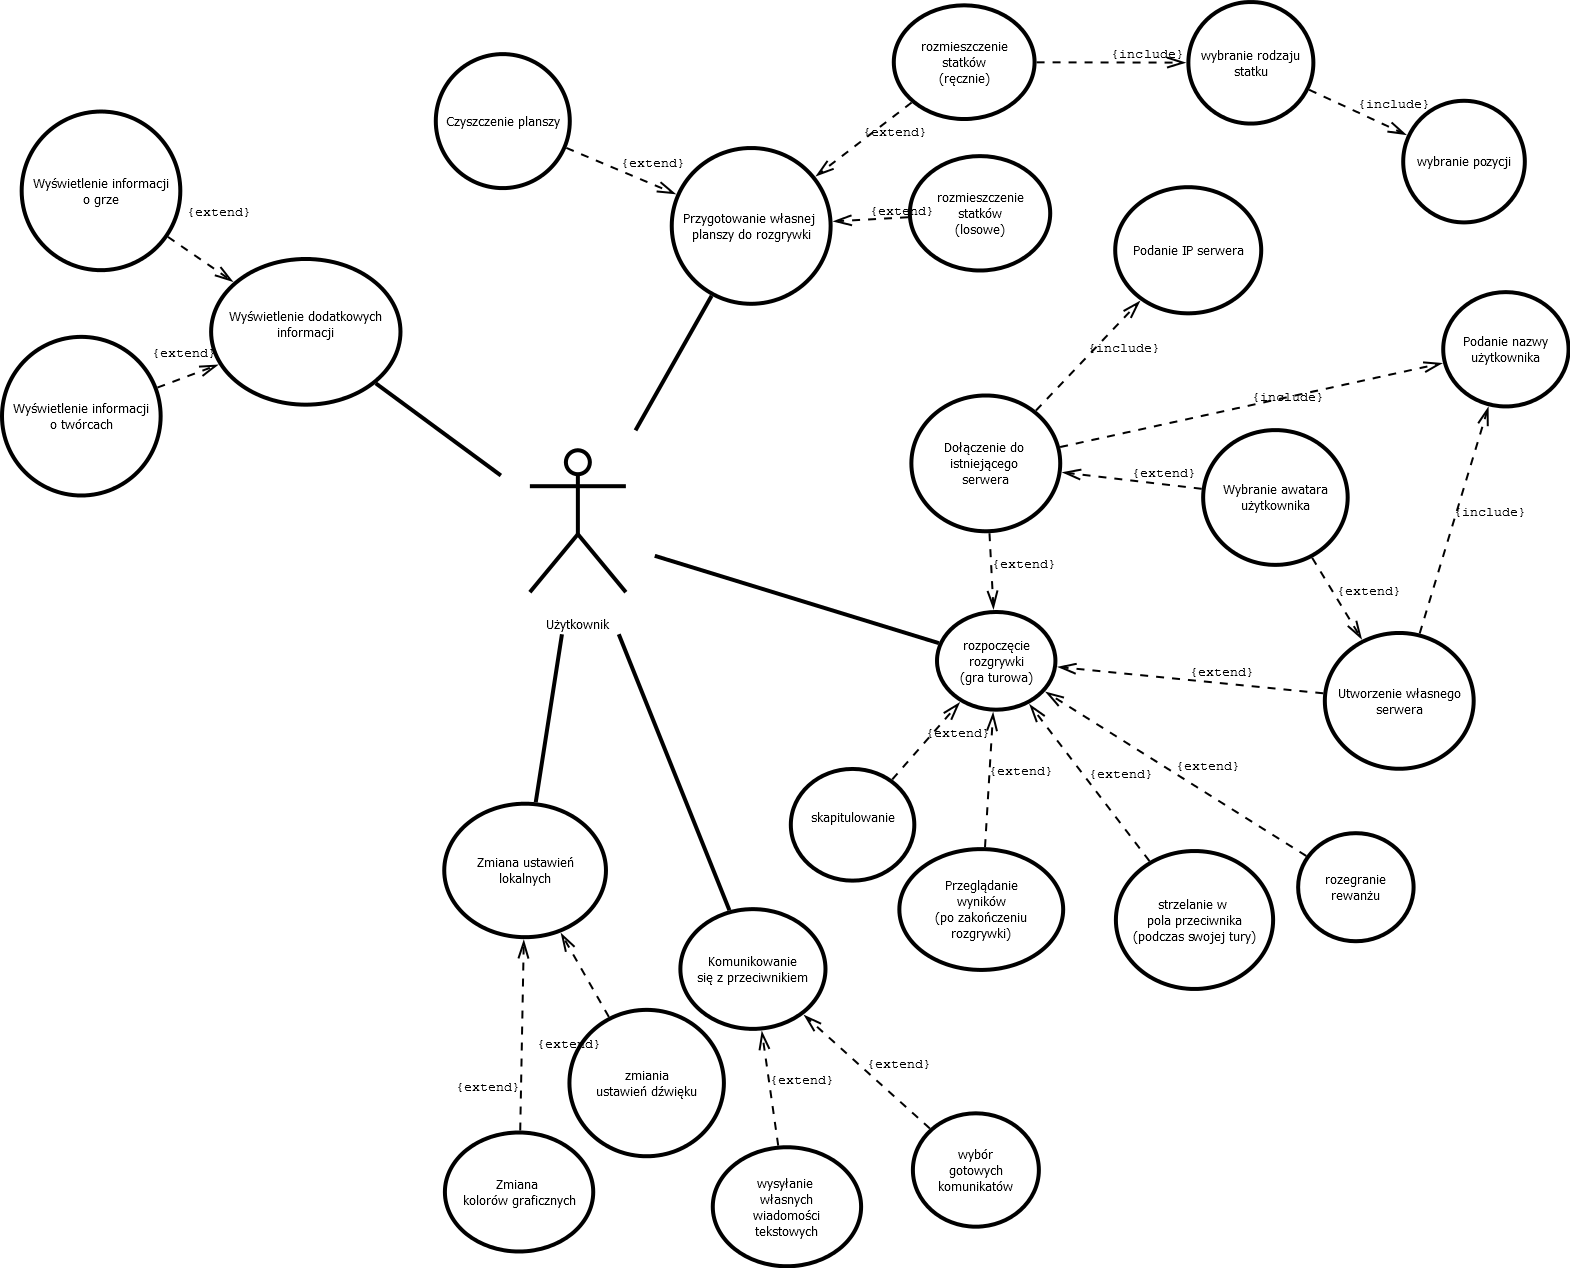 rozmieszczenie
statków
(ręcznie)
{include}
wybranie rodzaju
statku
{include}
wybranie pozycji
Czyszczenie planszy
{extend}
{extend}
Wyświetlenie informacji
o grze
{extend}
Przygotowanie własnej
planszy do rozgrywki
{extend}
rozmieszczenie
statków
(losowe)
Podanie IP serwera
Wyświetlenie dodatkowych
informacji
{extend}
Wyświetlenie informacji
o twórcach
{include}
Podanie nazwy
użytkownika
{include}
Dołączenie do
istniejącego
serwera
{extend}
Wybranie awatara
użytkownika
{include}
{extend}
{extend}
Użytkownik
rozpoczęcie
rozgrywki
(gra turowa)
{extend}
Utworzenie własnego
serwera
{extend}
{extend}
{extend}
{extend}
skapitulowanie
Przeglądanie
wyników
(po zakończeniu
rozgrywki)
strzelanie w
pola przeciwnika
(podczas swojej tury)
rozegranie
rewanżu
Zmiana ustawień
lokalnych
Komunikowanie
się z przeciwnikiem
{extend}
{extend}
zmiania
ustawień dźwięku
{extend}
{extend}
Zmiana
kolorów graficznych
wysyłanie
własnych
wiadomości
tekstowych
wybór
gotowych
komunikatów